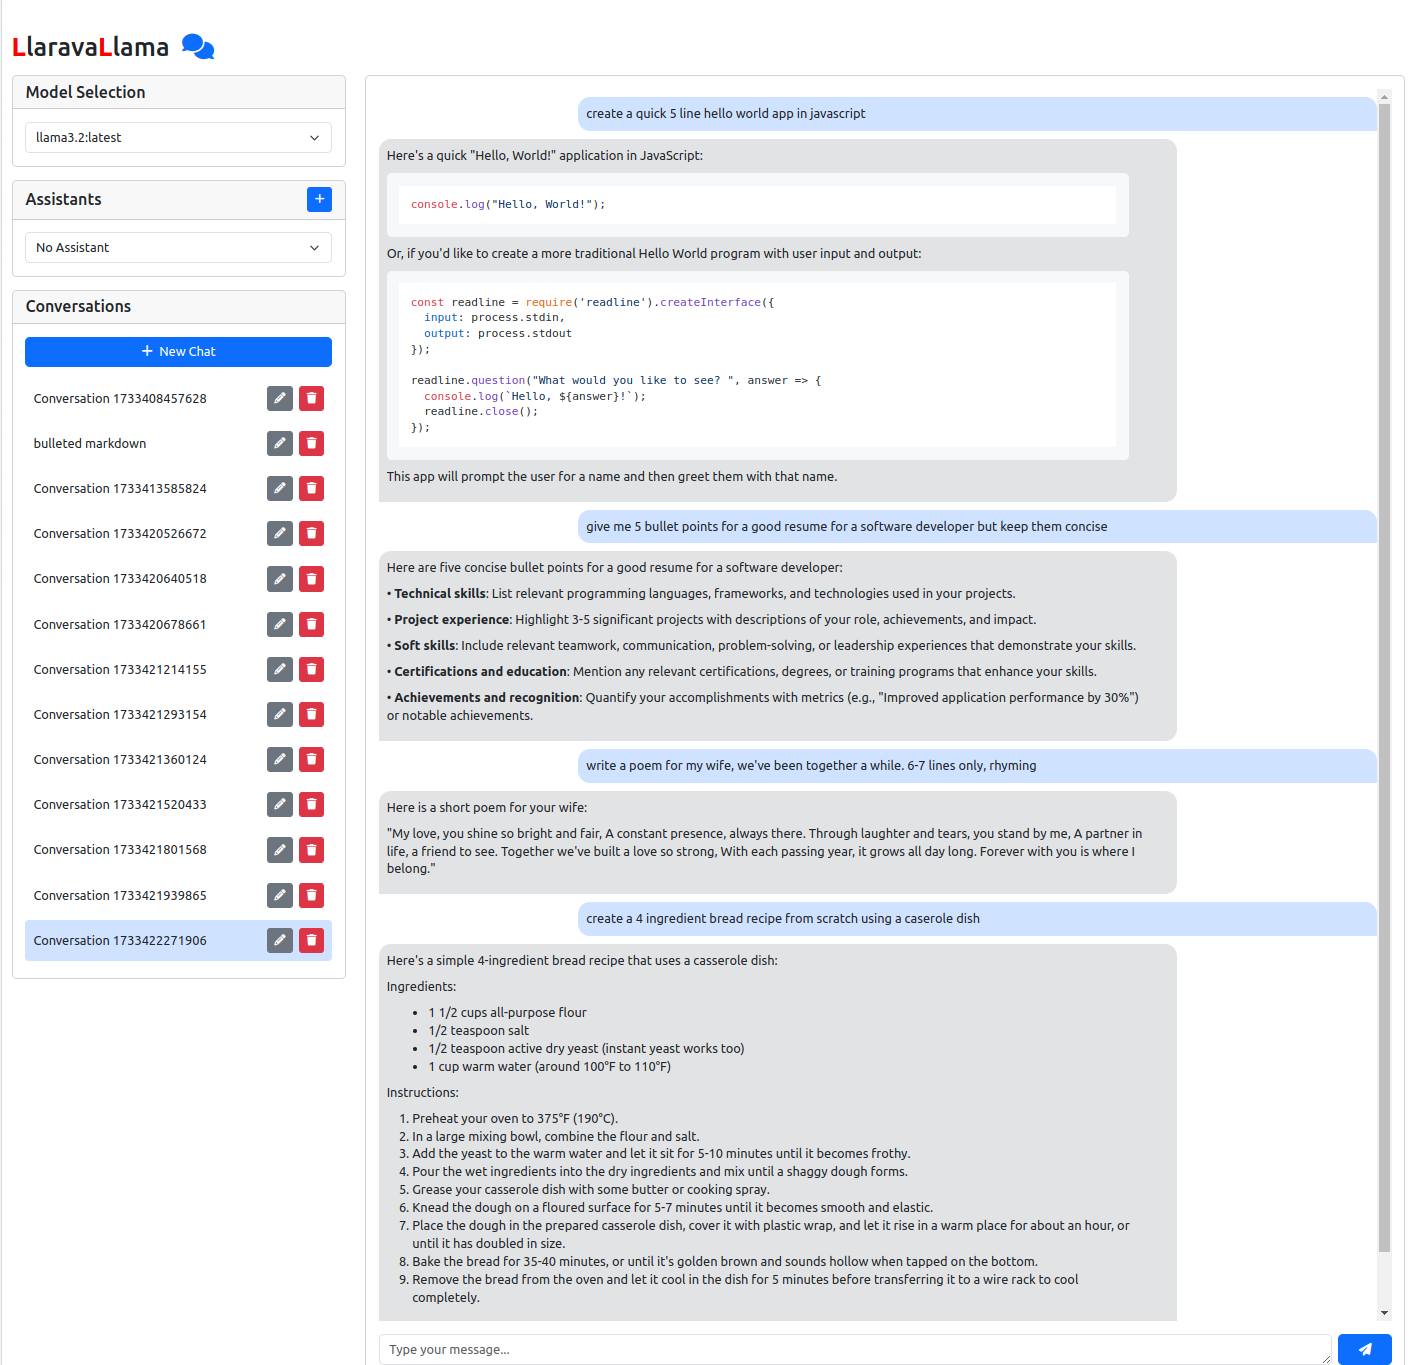 LlaravaLlama
Model Selection
llama3.2:latest
Assistants
+
No Assistant
Conversations
+ New Chat
Conversation 1733408457628
bulleted markdown
Conversation 1733413585824
Conversation 1733420526672
Conversation 1733420640518
Conversation 1733420678661
Conversation 1733421214155
Conversation 1733421293154
Conversation 1733421360124
Conversation 1733421520433
Conversation 1733421801568
Conversation 1733421939865
Conversation 1733422271906
create a quick 5 line hello world app in javascript
Here's a quick "Hello, World!" application in JavaScript:
console.log("Hello, World!");
Or, if you'd like to create a more traditional Hello World program with user input and output:
const readline = require('readline').createInterface({
  input: process.stdin,
  output: process.stdout
});
readline.question("What would you like to see? ", answer => {
  console.log(`Hello, ${answer}!`);
  readline.close();
});
This app will prompt the user for a name and then greet them with that name.
give me 5 bullet points for a good resume for a software developer but keep them concise
Here are five concise bullet points for a good resume for a software developer:
• Technical skills: List relevant programming languages, frameworks, and technologies used in your projects.
• Project experience: Highlight 3-5 significant projects with descriptions of your role, achievements, and impact.
• Soft skills: Include relevant teamwork, communication, problem-solving, or leadership experiences that demonstrate your skills.
• Certifications and education: Mention any relevant certifications, degrees, or training programs that enhance your skills.
• Achievements and recognition: Quantify your accomplishments with metrics (e.g., "Improved application performance by 30%")
or notable achievements.
write a poem for my wife, we've been together a while. 6-7 lines only, rhyming
Here is a short poem for your wife:
"My love, you shine so bright and fair, A constant presence, always there. Through laughter and tears, you stand by me, A partner in
life, a friend to see. Together we've built a love so strong, With each passing year, it grows all day long. Forever with you is where I
belong."
create a 4 ingredient bread recipe from scratch using a caserole dish
Here's a simple 4-ingredient bread recipe that uses a casserole dish:
Ingredients:
• 1 1/2 cups all-purpose flour
• 1/2 teaspoon salt
• 1/2 teaspoon active dry yeast (instant yeast works too)
• 1 cup warm water (around 100°F to 110°F)
Instructions:
1. Preheat your oven to 375°F (190°C).
2. In a large mixing bowl, combine the flour and salt.
3. Add the yeast to the warm water and let it sit for 5-10 minutes until it becomes frothy.
4. Pour the wet ingredients into the dry ingredients and mix until a shaggy dough forms.
5. Grease your casserole dish with some butter or cooking spray.
6. Knead the dough on a floured surface for 5-7 minutes until it becomes smooth and elastic.
7. Place the dough in the prepared casserole dish, cover it with plastic wrap, and let it rise in a warm place for about an hour, or
until it has doubled in size.
8. Bake the bread for 35-40 minutes, or until it's golden brown and sounds hollow when tapped on the bottom.
9. Remove the bread from the oven and let it cool in the dish for 5 minutes before transferring it to a wire rack to cool
completely.
Type your message...